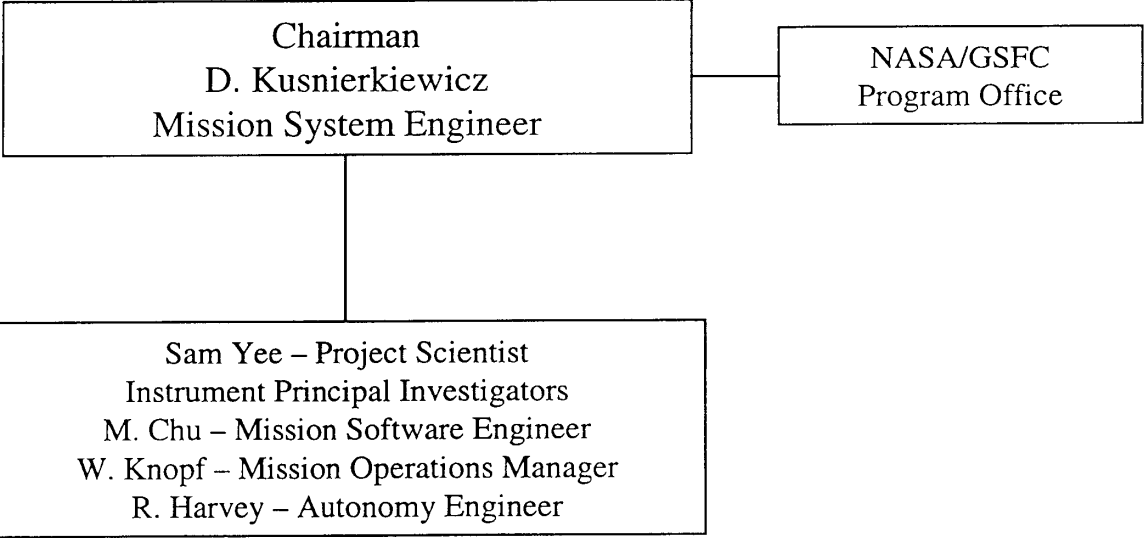 Chairman
D. Kusnierkiewicz
Mission System Engineer
NASA/GSFC
Program Office
Sam Yee – Project Scientist
Instrument Principal Investigators
M. Chu – Mission Software Engineer
W. Knopf – Mission Operations Manager
R. Harvey – Autonomy Engineer